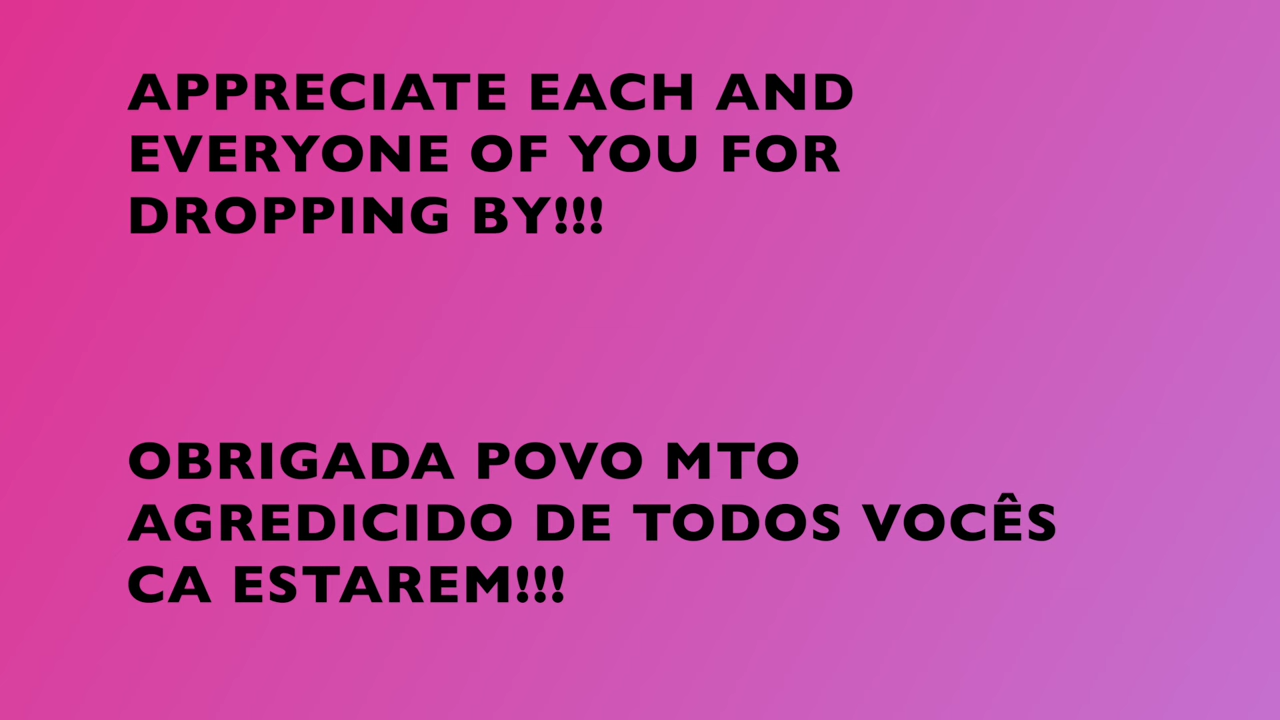 APPRECIATE EACH AND
EVERYONE OF YOU FOR
DROPPING BY!!!
OBRIGADA POVO MTO
AGREDICIDO DE TODOS VOCÊS
CA ESTAREM!!!